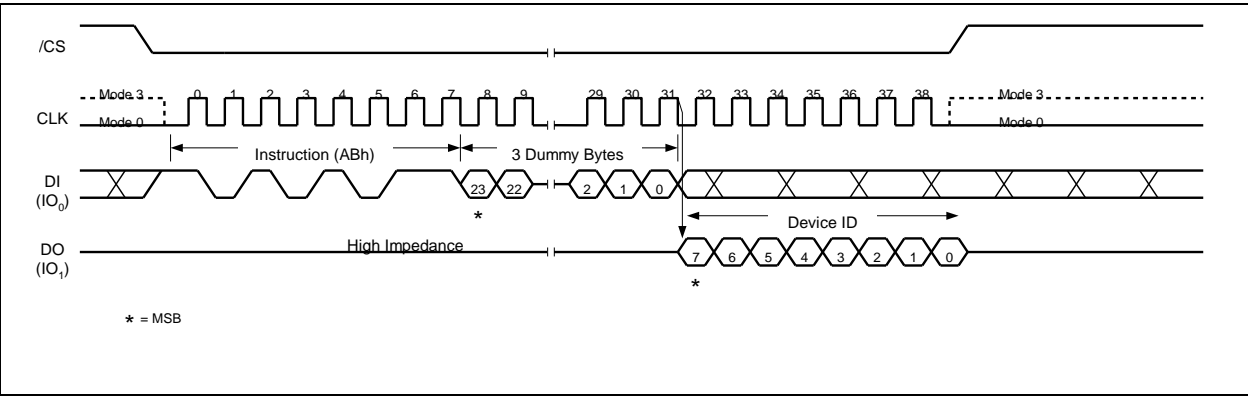 /CS
Mode 3 0 1 2 3 4 5 6 7 8 9 29 30 31 32 33 34 35 36 37 38 Mode 3
CLK
Mode 0 Mode 0
Instruction (ABh) 3 Dummy Bytes
DI
(IO0)
23 22 2 1 0
*
Device ID
High Impedance
DO
(IO1)
7 6 5 4 3 2 1 0
*
* = MSB